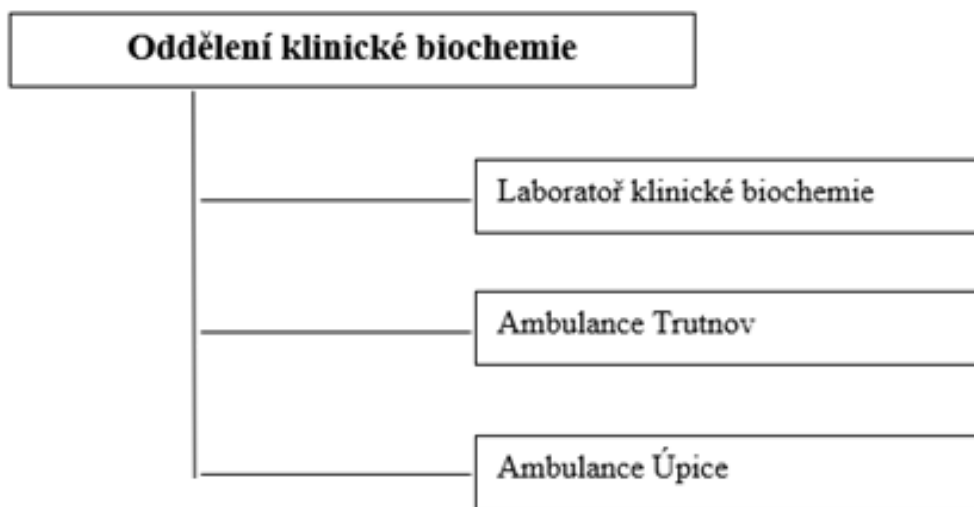 Oddělení klinické biochemie
Laboratoř klinické biochemie
Ambulance Trutnov
Ambulance Úpice